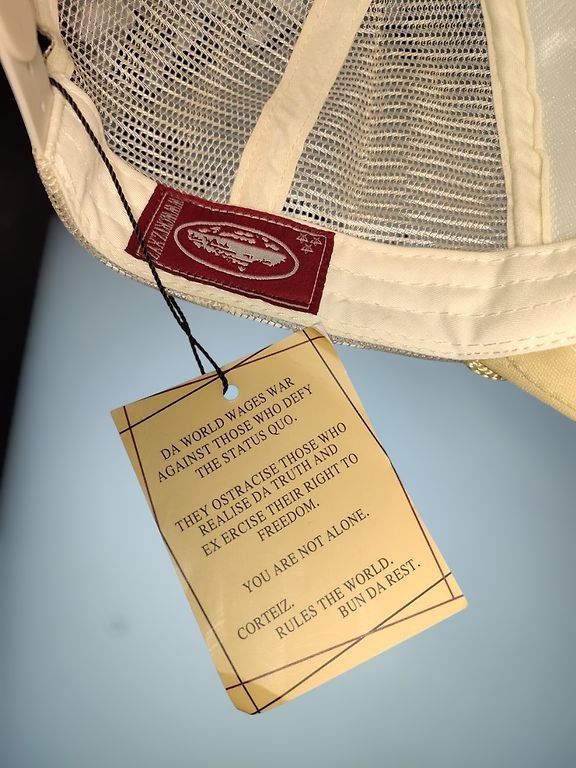 DA WORLD WAGES WAR
AGAINST THOSE WHO DEFY
THE STATUS QUO.
THEY OSTRACISE THOSE WHO
REALISE DA TRUTH AND
EX ERCISE THEIR RIGHT TO
FREEDOM.
YOU ARE NOT ALONE.
CORTEIZ.
RULES THE WORLD.
BUN DA REST.